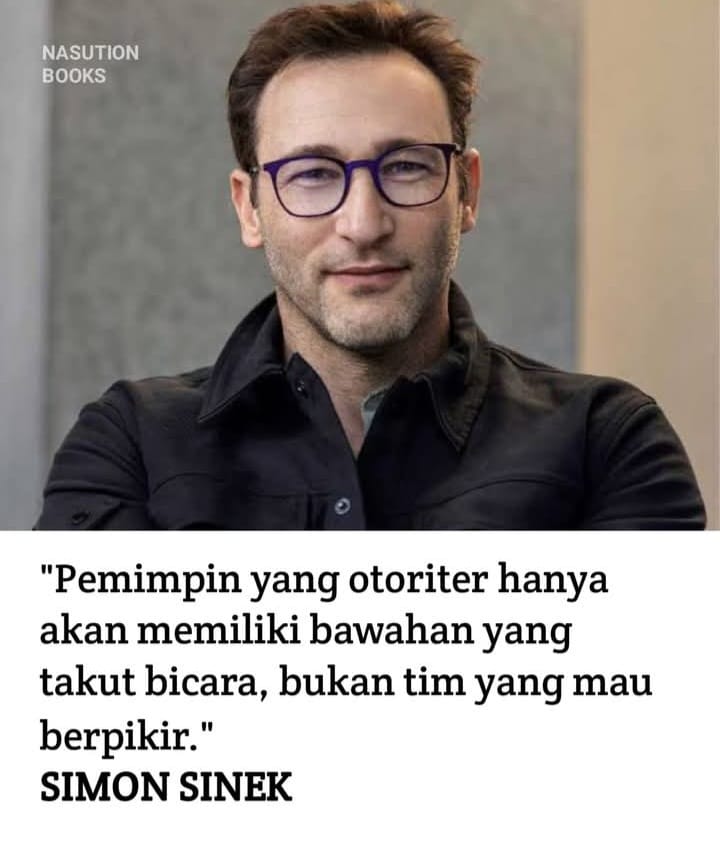 NASUTION
BOOKS
"Pemimpin yang otoriter hanya
akan memiliki bawahan yang
takut bicara, bukan tim yang mau
berpikir."
SIMON SINEK